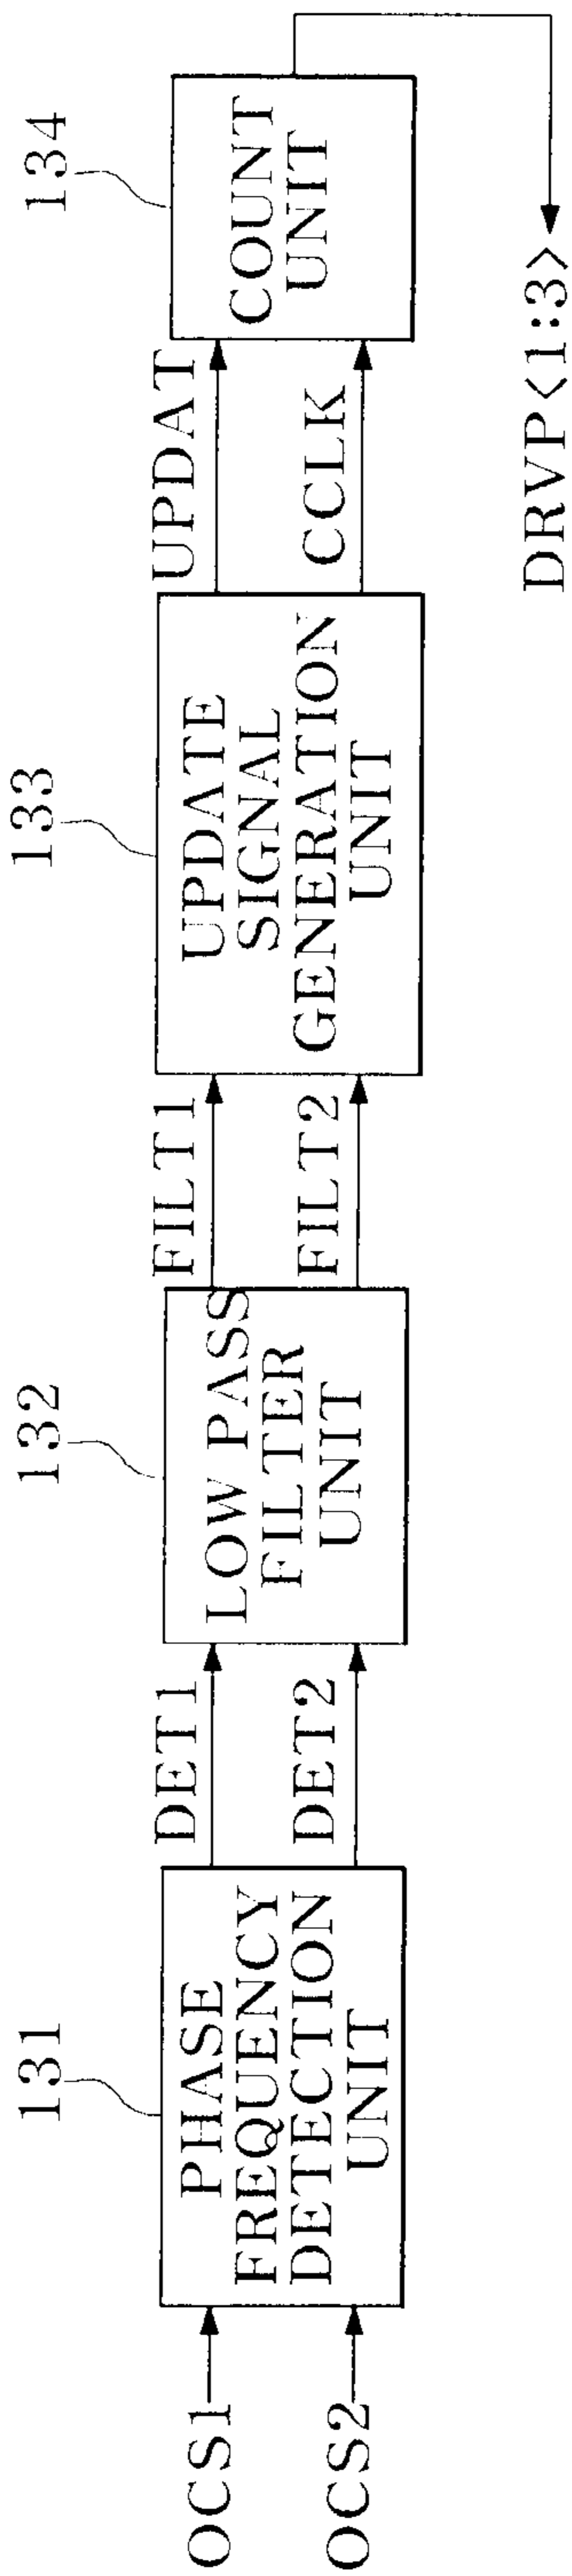 OCS1
OCS2
131
PHASE
FREQUENCY
DETECTION
UNIT
DET1
DET2
132
LOW PASS
FILTER
UNIT
FILT1
FILT2
133
UPDATE
SIGNAL
GENERATION
UNIT
UPDAT
CCLK
134
COUNT
UNIT
DRVP<1:3>